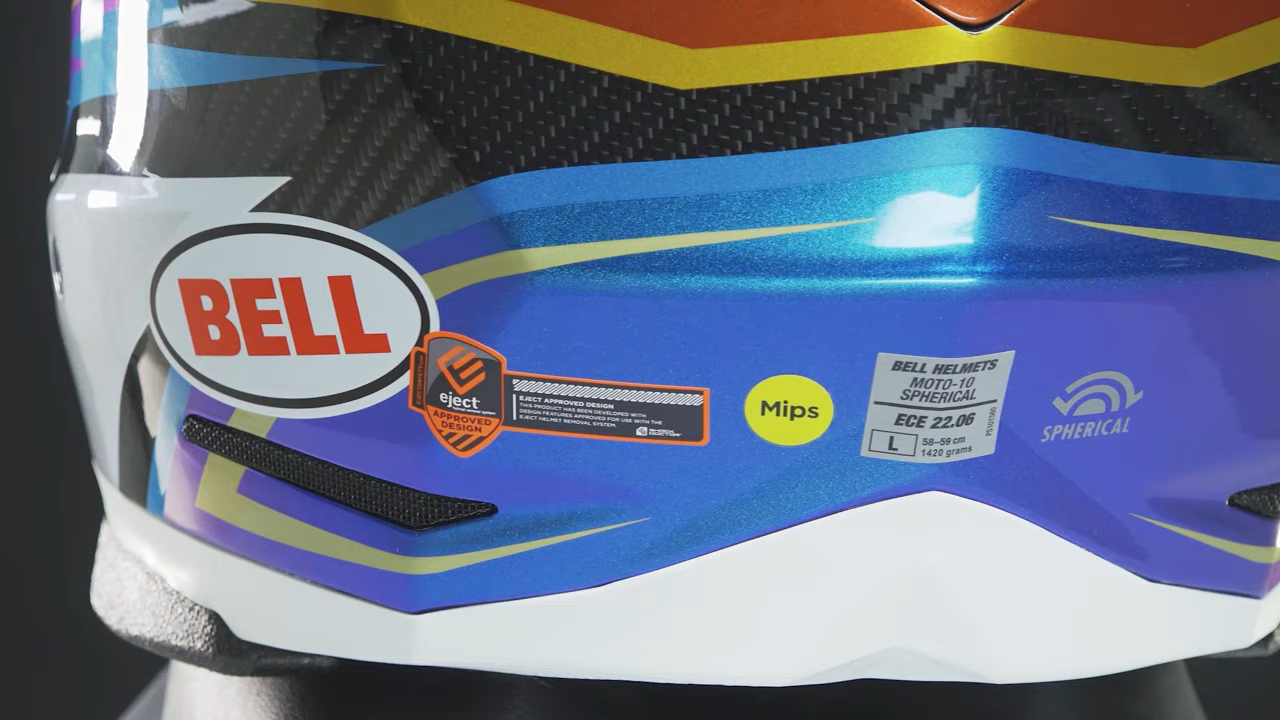 BELL
eject
APPROVED
DESIGN
EJECT APPROVED DESIGN
THIS PRODUCT HAS BEEN DEVELOPED WITH
DESIGN FEATURES APPROVED FOR USE WITH THE
EJECT HELMET REMOVAL SYSTEM.
SHOCK
DOCTOR
Mips
BELL HELMETS
MOTO-10
SPHERICAL
ECE 22.06
L
58-59 cm
1420 grams
SPHERICAL